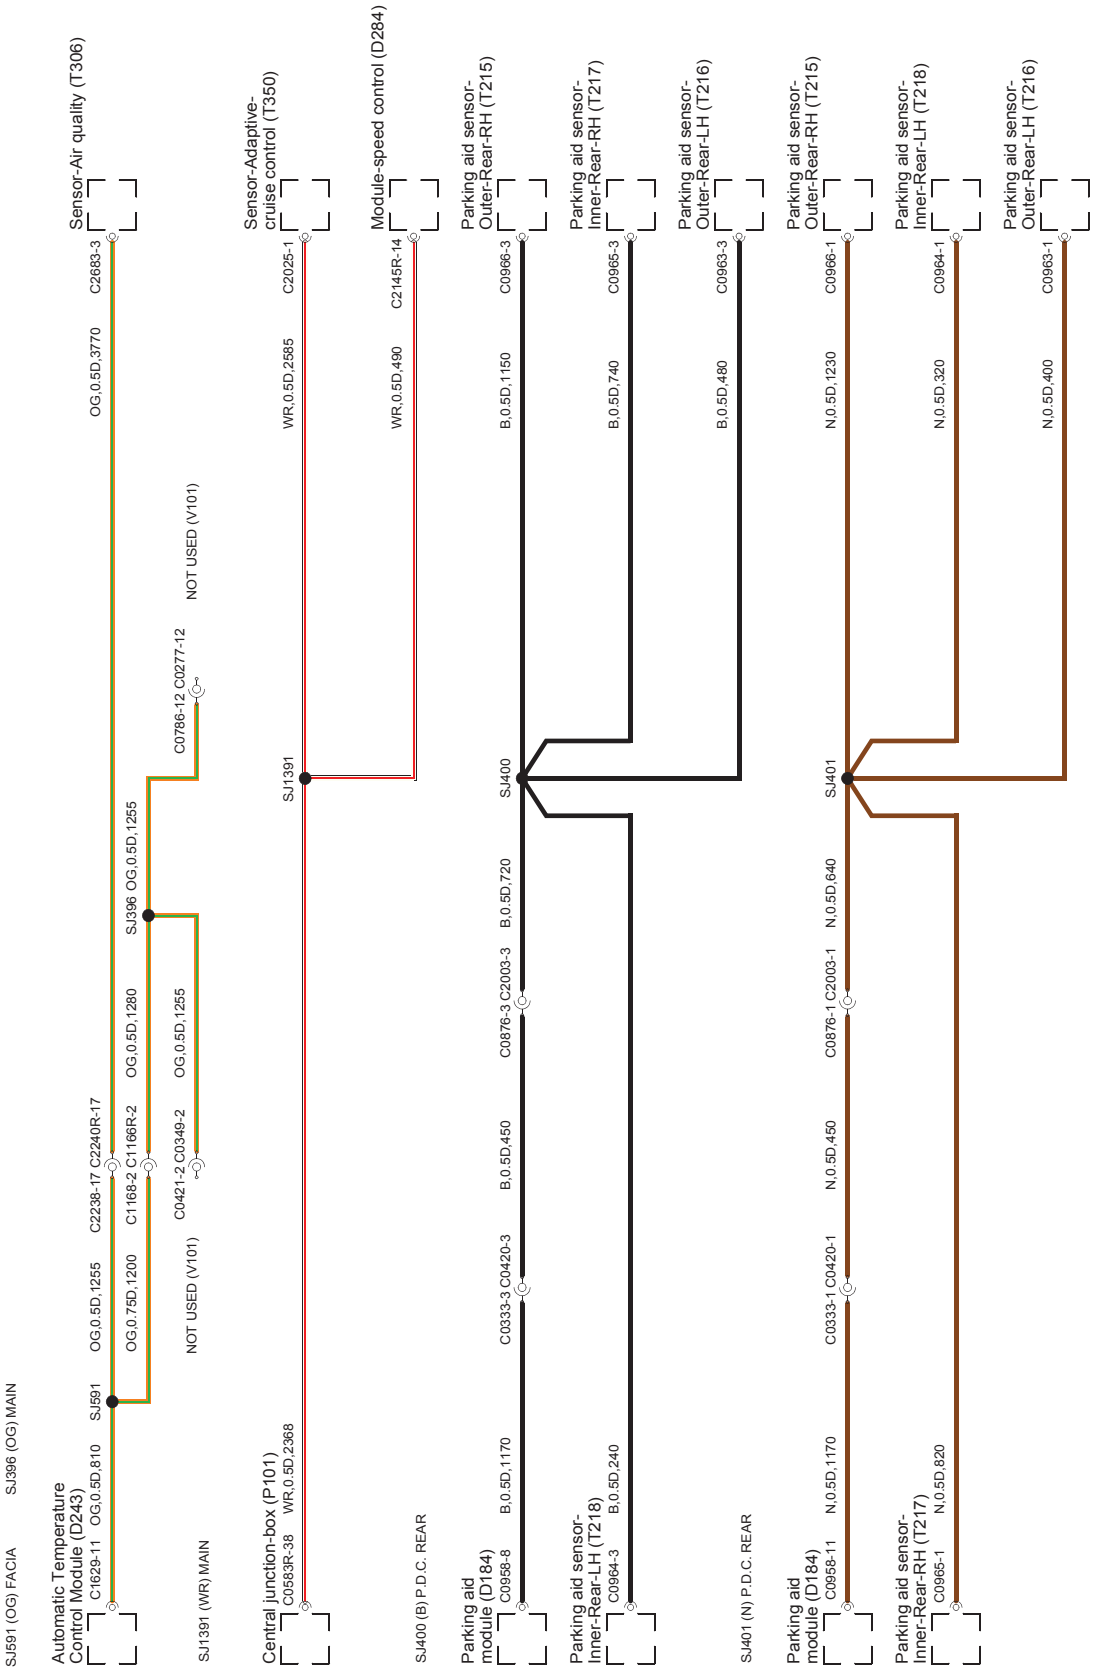 SJ591 (OG) FACIA
SJ396 (OG) MAIN
Automatic Temperature
Control Module (D243)
C1629-11
OG,0.5D,810
SJ591
OG,0.5D,1255
C2238-17
C2240R-17
OG,0.5D,3770
C2683-3
Sensor-Air quality (T306)
OG,0.75D,1200
C1168-2
C1166R-2
OG,0.5D,1280
SJ396
OG,0.5D,1255
C0786-12
C0277-12
NOT USED (V101)
NOT USED (V101)
C0421-2
C0349-2
OG,0.5D,1255
SJ1391 (WR) MAIN
Central junction-box (P101)
C0583R-38
WR,0.5D,2368
SJ1391
WR,0.5D,2585
C2025-1
Sensor-Adaptive-
cruise control (T350)
WR,0.5D,490
C2145R-14
Module-speed control (D284)
SJ400 (B) P.D.C. REAR
Parking aid
module (D184)
C0958-8
B,0.5D,1170
C0333-3
C0420-3
B,0.5D,450
C0876-3
C2003-3
B,0.5D,720
SJ400
B,0.5D,1150
C0966-3
Parking aid sensor-
Outer-Rear-RH (T215)
Parking aid sensor-
Inner-Rear-LH (T218)
C0964-3
B,0.5D,240
B,0.5D,740
C0965-3
Parking aid sensor-
Inner-Rear-RH (T217)
B,0.5D,480
C0963-3
Parking aid sensor-
Outer-Rear-LH (T216)
SJ401 (N) P.D.C. REAR
Parking aid
module (D184)
C0958-11
N,0.5D,1170
C0333-1
C0420-1
N,0.5D,450
C0876-1
C2003-1
N,0.5D,640
SJ401
N,0.5D,1230
C0966-1
Parking aid sensor-
Outer-Rear-RH (T215)
Parking aid sensor-
Inner-Rear-RH (T217)
C0965-1
N,0.5D,820
N,0.5D,320
C0964-1
Parking aid sensor-
Inner-Rear-LH (T218)
N,0.5D,400
C0963-1
Parking aid sensor-
Outer-Rear-LH (T216)